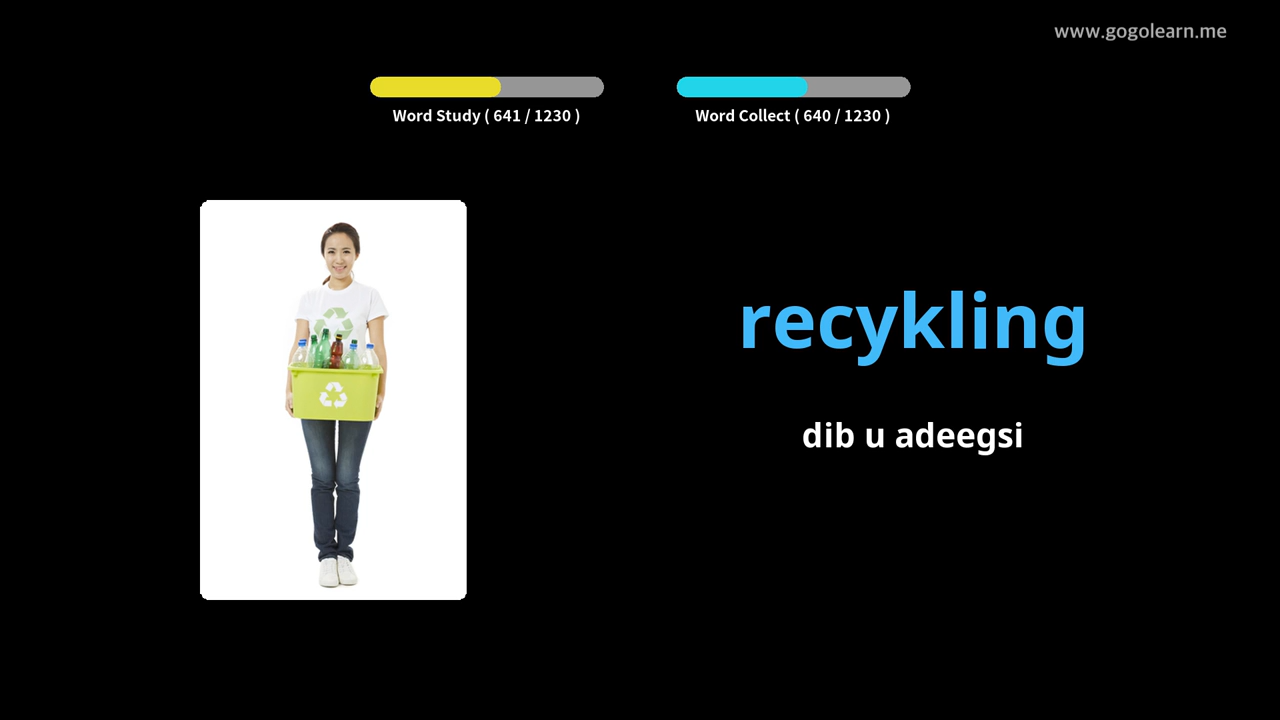 www.gogolearn.me
Word Study ( 641 / 1230 )
Word Collect ( 640 / 1230 )
recykling
dib u adeegsi